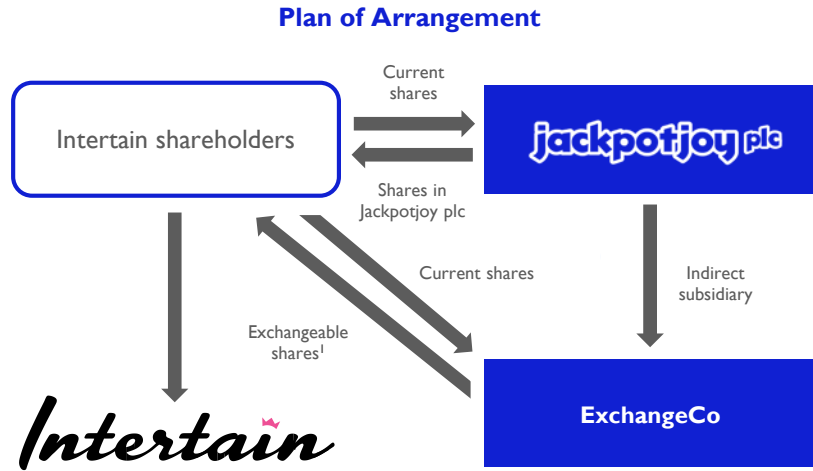 Plan of Arrangement
Current
shares
Intertain shareholders
jackpotjoy plc
Shares in
Jackpotjoy plc
Current shares
Indirect
subsidiary
Exchangeable
shares¹
Intertain
ExchangeCo